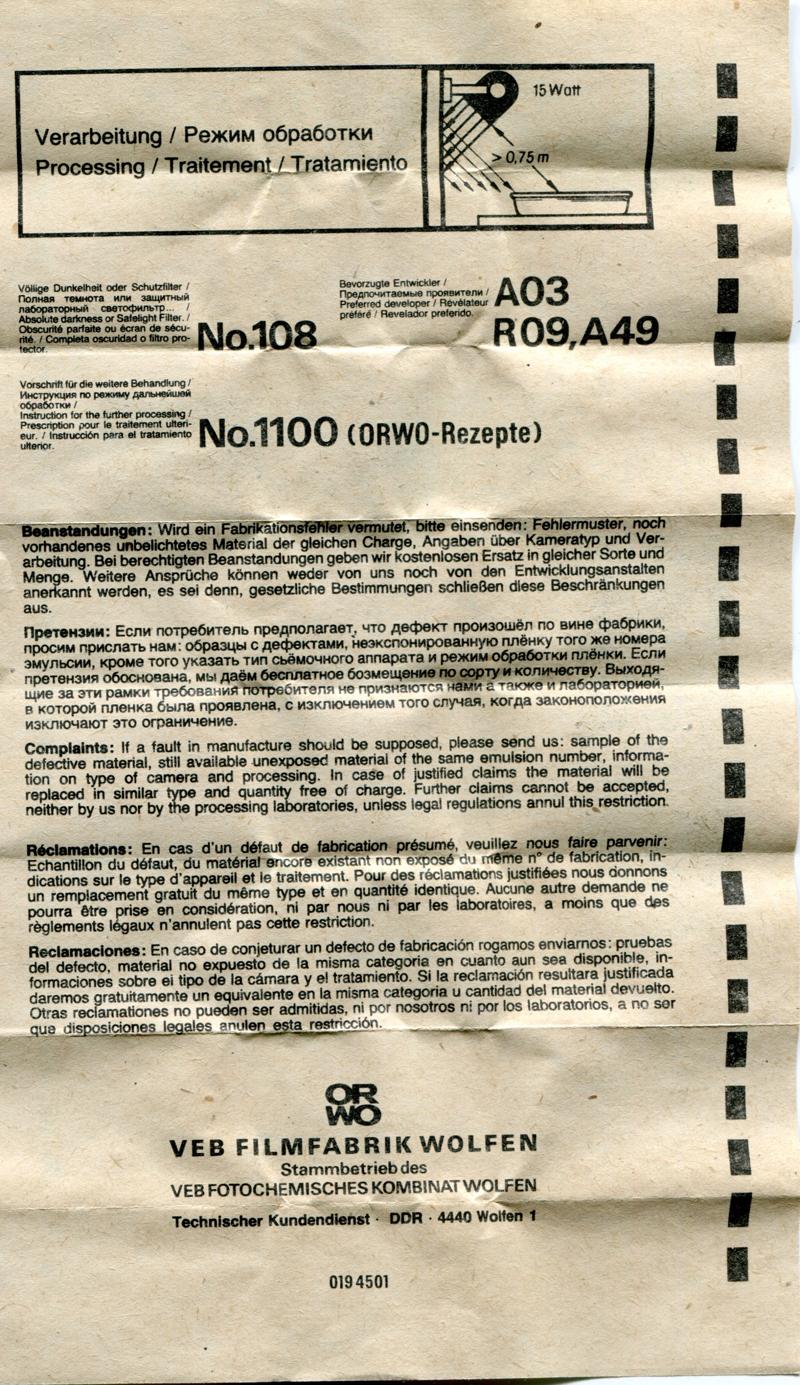 Verarbeitung / Режим обработки
Processing / Traitement / Tratamiento
15 Watt
> 0,75 m
Völlige Dunkelheit oder Schutzfilter /
Полная темнота или защитный
лабораторный светофильтр... /
Absolute darkness or Safelight Filter. /
Obscurité parfaite ou écran de sécu-
rité. / Completa oscuridad o filtro pro-
tector.
No.108
Bevorzugte Entwickler /
Предпочитаемые проявители /
Preferred developer / Révélateur
préféré / Revelador preferido.
A03
R09,A49
Vorschrift für die weitere Behandlung /
Инструкция по режиму дальнейшей
обработки /
Instruction for the further processing /
Prescription pour le traitement ultéri-
eur. / Instrucción para el tratamiento
ulterior.
No.1100 (ORWO-Rezepte)
Beanstandungen: Wird ein Fabrikationsfehler vermutet, bitte einsenden: Fehlermuster, noch
vorhandenes unbelichtetes Material der gleichen Charge, Angaben über Kameratyp und Ver-
arbeitung. Bei berechtigten Beanstandungen geben wir kostenlosen Ersatz in gleicher Sorte und
Menge. Weitere Ansprüche können weder von uns noch von den Entwicklungsanstalten
anerkannt werden, es sei denn, gesetzliche Bestimmungen schließen diese Beschränkungen
aus.
Претензии: Если потребитель предполагает, что дефект произошёл по вине фабрики,
просим прислать нам: образцы с дефектами, неэкспонированную плёнку того же номера
эмульсии, кроме того указать тип съёмочного аппарата и режим обработки плёнки. Если
претензия обоснована, мы даём бесплатное возмещение по сорту и количеству. Выходя-
щие за эти рамки требования потребителя не признаются нами а также и лабораторией,
в которой пленка была проявлена, с изключением того случая, когда законоположения
изключают это ограничение.
Complaints: If a fault in manufacture should be supposed, please send us: sample of the
defective material, still available unexposed material of the same emulsion number, informa-
tion on type of camera and processing. In case of justified claims the material will be
replaced in similar type and quantity free of charge. Further claims cannot be accepted,
neither by us nor by the processing laboratories, unless legal regulations annul this restriction.
Réclamations: En cas d'un défaut de fabrication présumé, veuillez nous faire parvenir:
Echantillon du défaut, du matérial encore existant non exposé du même n° de fabrication, in-
dications sur le type d'appareil et le traitement. Pour des réclamations justifiées nous donnons
un remplacement gratuit du même type et en quantité identique. Aucune autre demande ne
pourra être prise en considération, ni par nous ni par les laboratoires, a moins que des
règlements légaux n'annulent pas cette restriction.
Reclamaciones: En caso de conjeturar un defecto de fabricación rogamos enviarnos: pruebas
del defecto, material no expuesto de la misma categoria en cuanto aun sea disponible, in-
formaciones sobre el tipo de la cámara y el tratamiento. Si la reclamación resultara justificada
daremos gratuitamente un equivalente en la misma categoria u cantidad del material devuelto.
Otras reclamationes no pueden ser admitidas, ni por nosotros ni por los laboratorios, a no ser
que disposiciones legales anulen esta restricción.
OR
WO
VEB FILMFABRIK WOLFEN
Stammbetrieb des
VEB FOTOCHEMISCHES KOMBINAT WOLFEN
Technischer Kundendienst · DDR · 4440 Wolfen 1
0194501